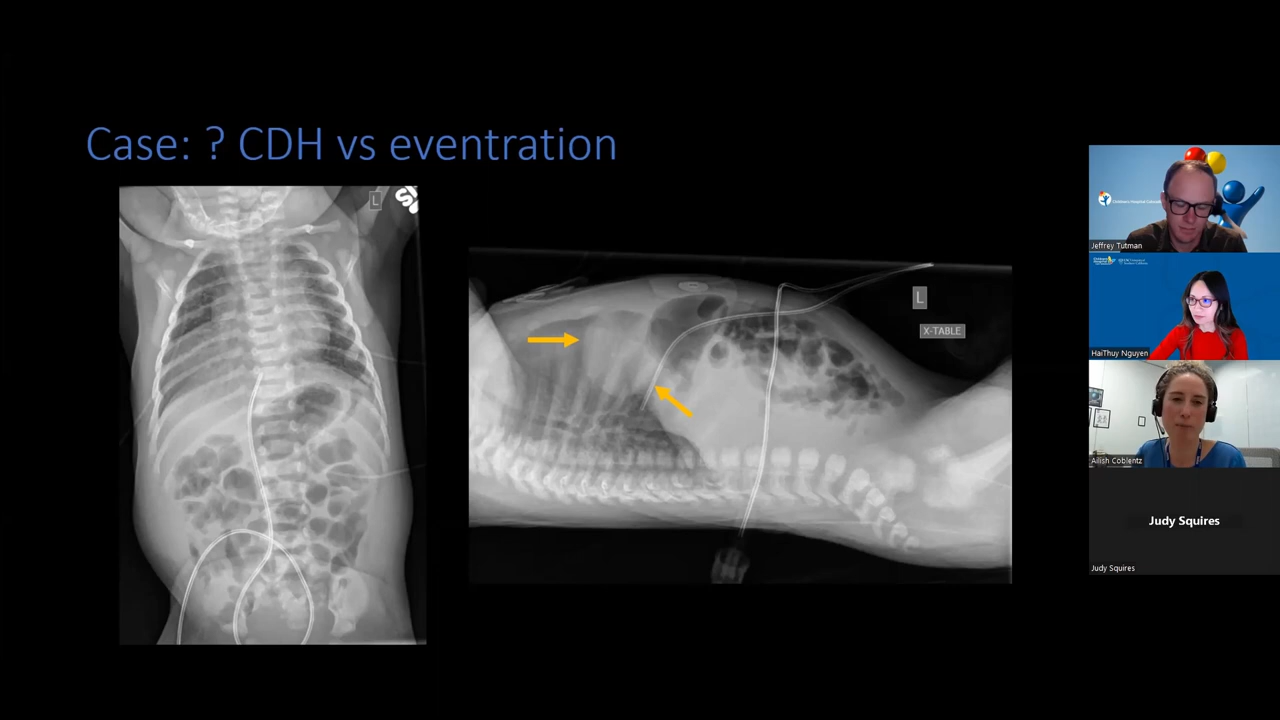 Case: ? CDH vs eventration
L
L
X-TABLE
Jeffrey Tutman
HaiThuy Nguyen
Ailish Coblentz
Judy Squires
Judy Squires